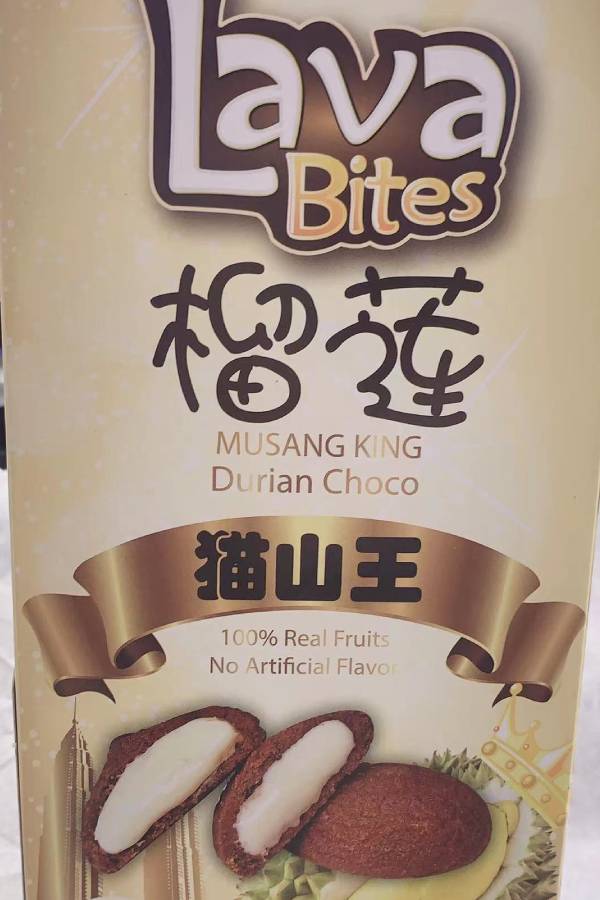 Lava
Bites
榴莲
MUSANG KING
Durian Choco
猫山王
100% Real Fruits
No Artificial Flavor